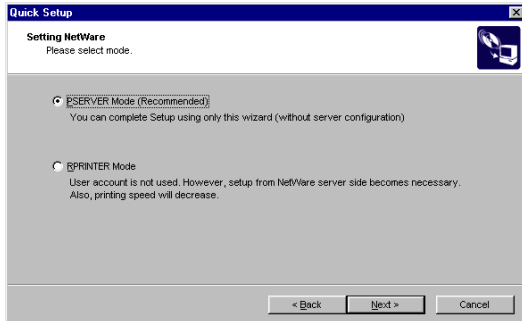 Quick Setup
Setting NetWare
Please select mode.
PSERVER Mode (Recommended)
You can complete Setup using only this wizard (without server configuration)
RPRINTER Mode
User account is not used. However, setup from NetWare server side becomes necessary.
Also, printing speed will decrease.
< Back Next > Cancel